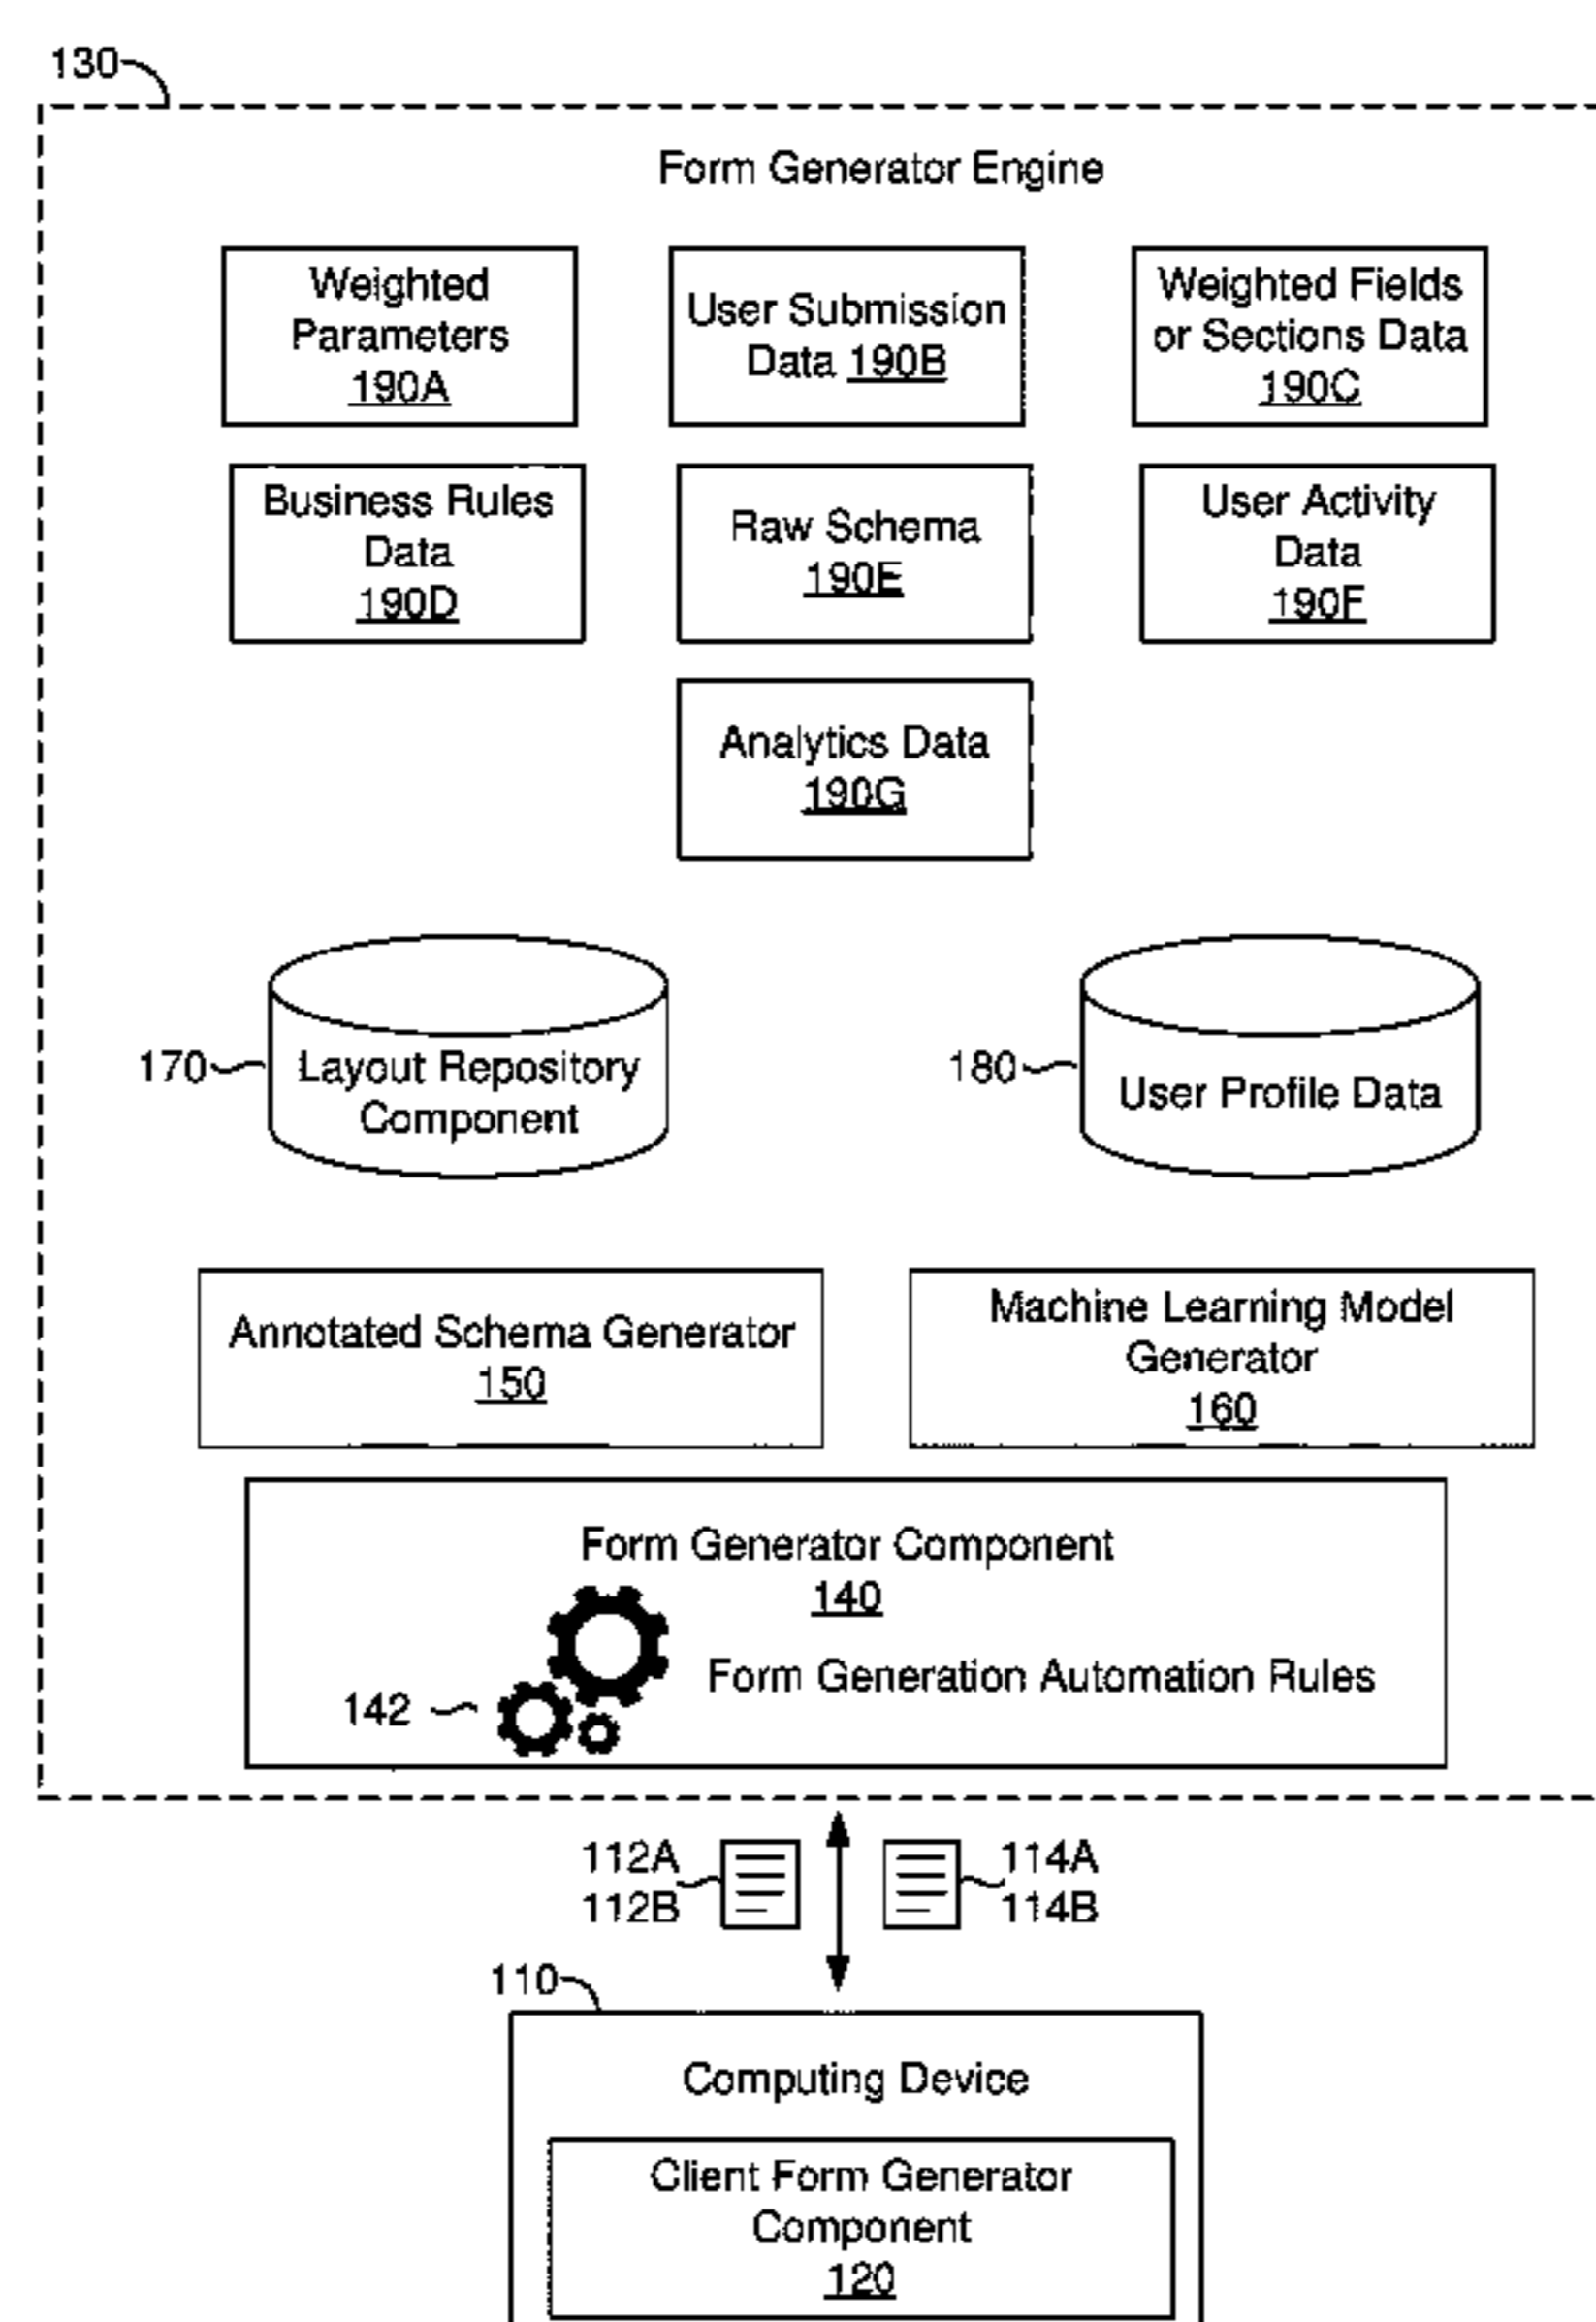 130
Form Generator Engine
Weighted
Parameters
190A
User Submission
Data 190B
Weighted Fields
or Sections Data
190C
Business Rules
Data
190D
Raw Schema
190E
User Activity
Data
190F
Analytics Data
190G
170
Layout Repository
Component
180
User Profile Data
Annotated Schema Generator
150
Machine Learning Model
Generator
160
Form Generator Component
140
Form Generation Automation Rules
142
112A
112B
114A
114B
110
Computing Device
Client Form Generator
Component
120